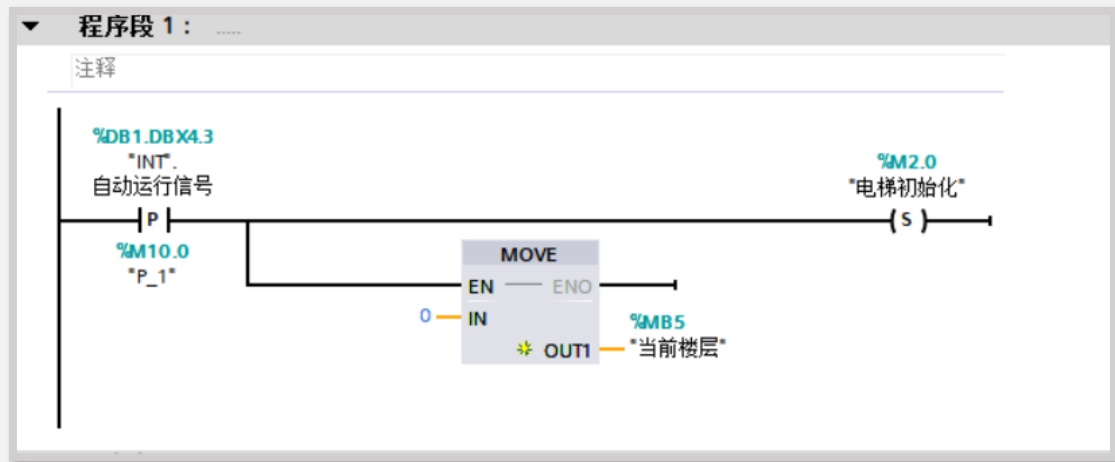 程序段 1： .....
注释
%DB1.DBX4.3
"INT".
自动运行信号
P
%M10.0
"P_1"
%M2.0
"电梯初始化"
S
MOVE
EN ENO
0 IN
%MB5
OUT1 "当前楼层"